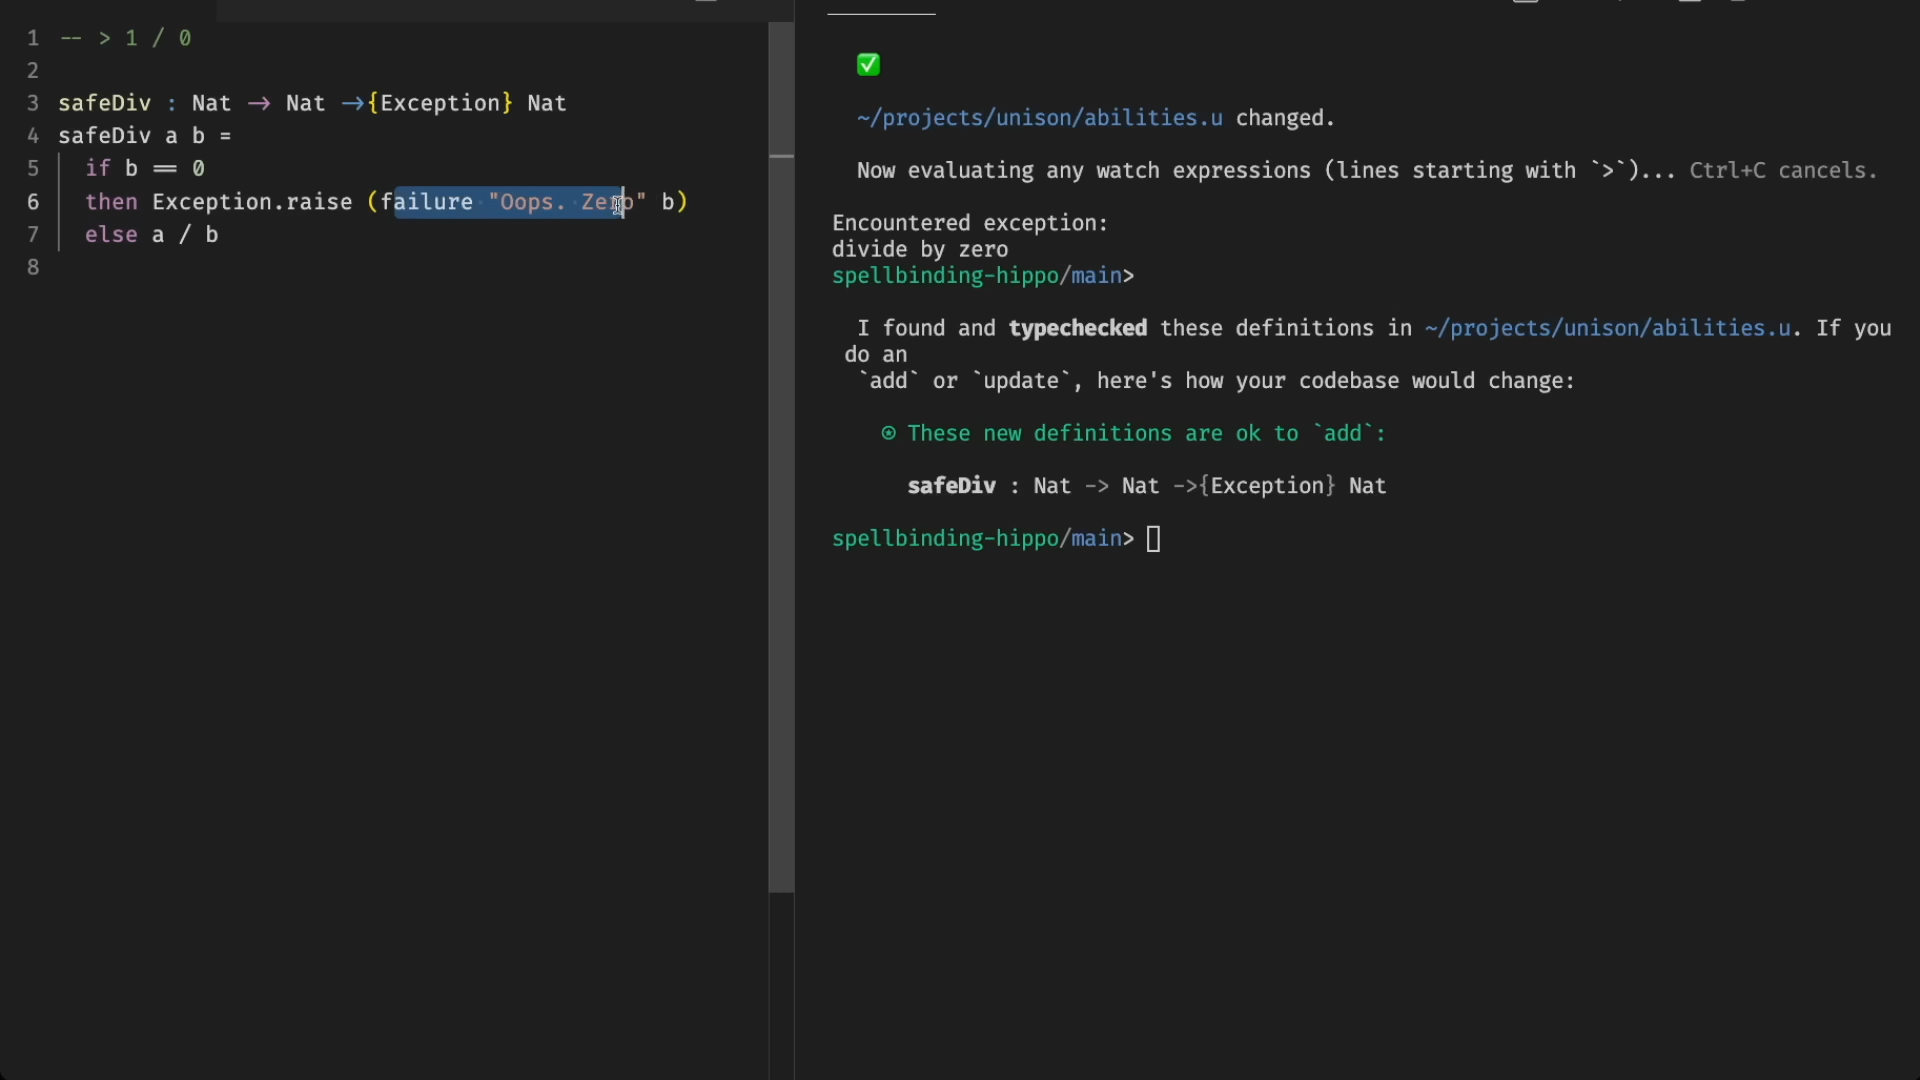 1 -- > 1 / 0
2
3 safeDiv : Nat → Nat →{Exception} Nat
4 safeDiv a b =
5 if b == 0
6 then Exception.raise (failure "Oops. Zero" b)
7 else a / b
8
✅
~/projects/unison/abilities.u changed.
Now evaluating any watch expressions (lines starting with `>`)... Ctrl+C cancels.
Encountered exception:
divide by zero
spellbinding-hippo/main>
I found and typechecked these definitions in ~/projects/unison/abilities.u. If you
do an
`add` or `update`, here's how your codebase would change:
⍟ These new definitions are ok to `add`:
safeDiv : Nat -> Nat ->{Exception} Nat
spellbinding-hippo/main>